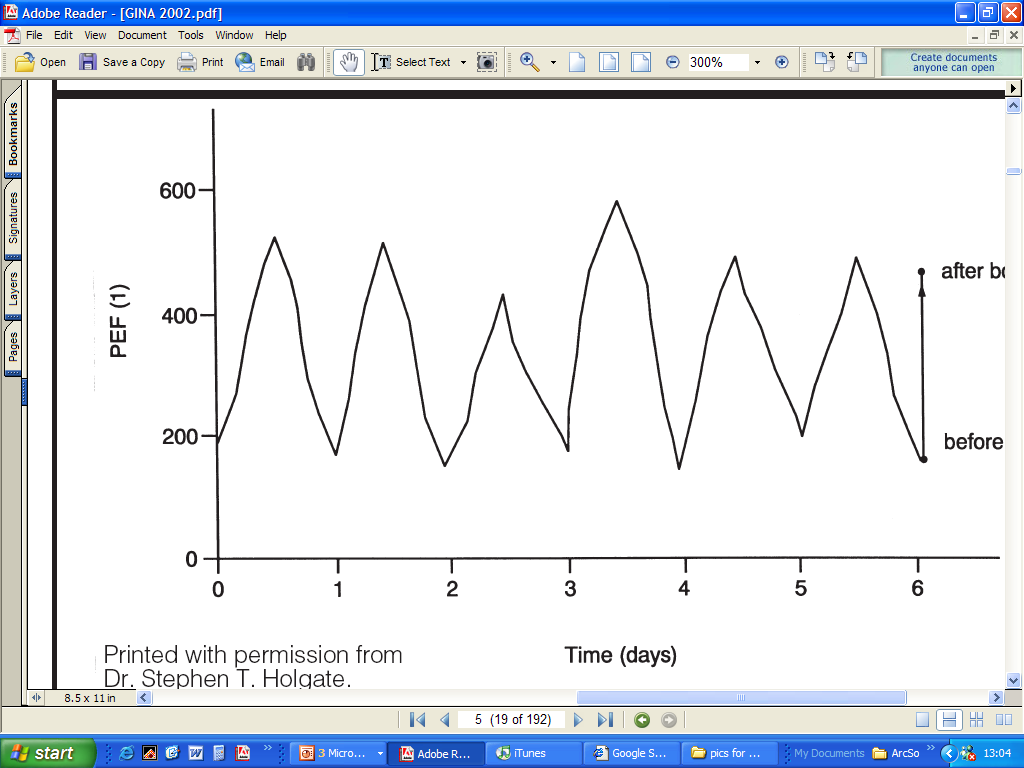 Adobe Reader - [GINA 2002.pdf]
File Edit View Document Tools Window Help
Open Save a Copy Print Email Select Text 300% Create documents
anyone can open
Bookmarks
Signatures
Layers
Pages
600
400
200
0
PEF (1)
after
before
0 1 2 3 4 5 6
Time (days)
Printed with permission from
Dr. Stephen T. Holgate.
8.5 x 11 in
5 (19 of 192)
start 3 Micro... Adobe R... iTunes Google S... pics for ... My Documents ArcSo 13:04